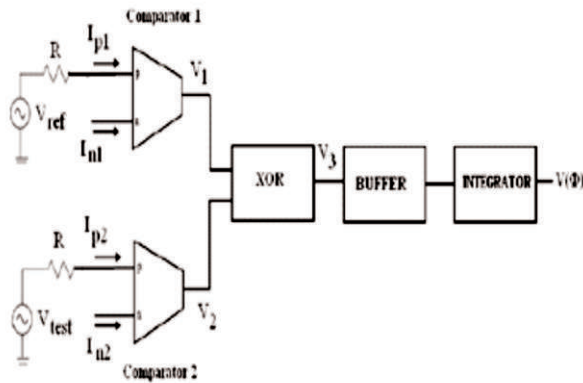 Comparator 1
Ip1
R
p
V1
Vref
n
In1
XOR
V3
BUFFER
INTEGRATOR
V(Φ)
Ip2
R
p
V2
Vtest
n
In2
Comparator 2